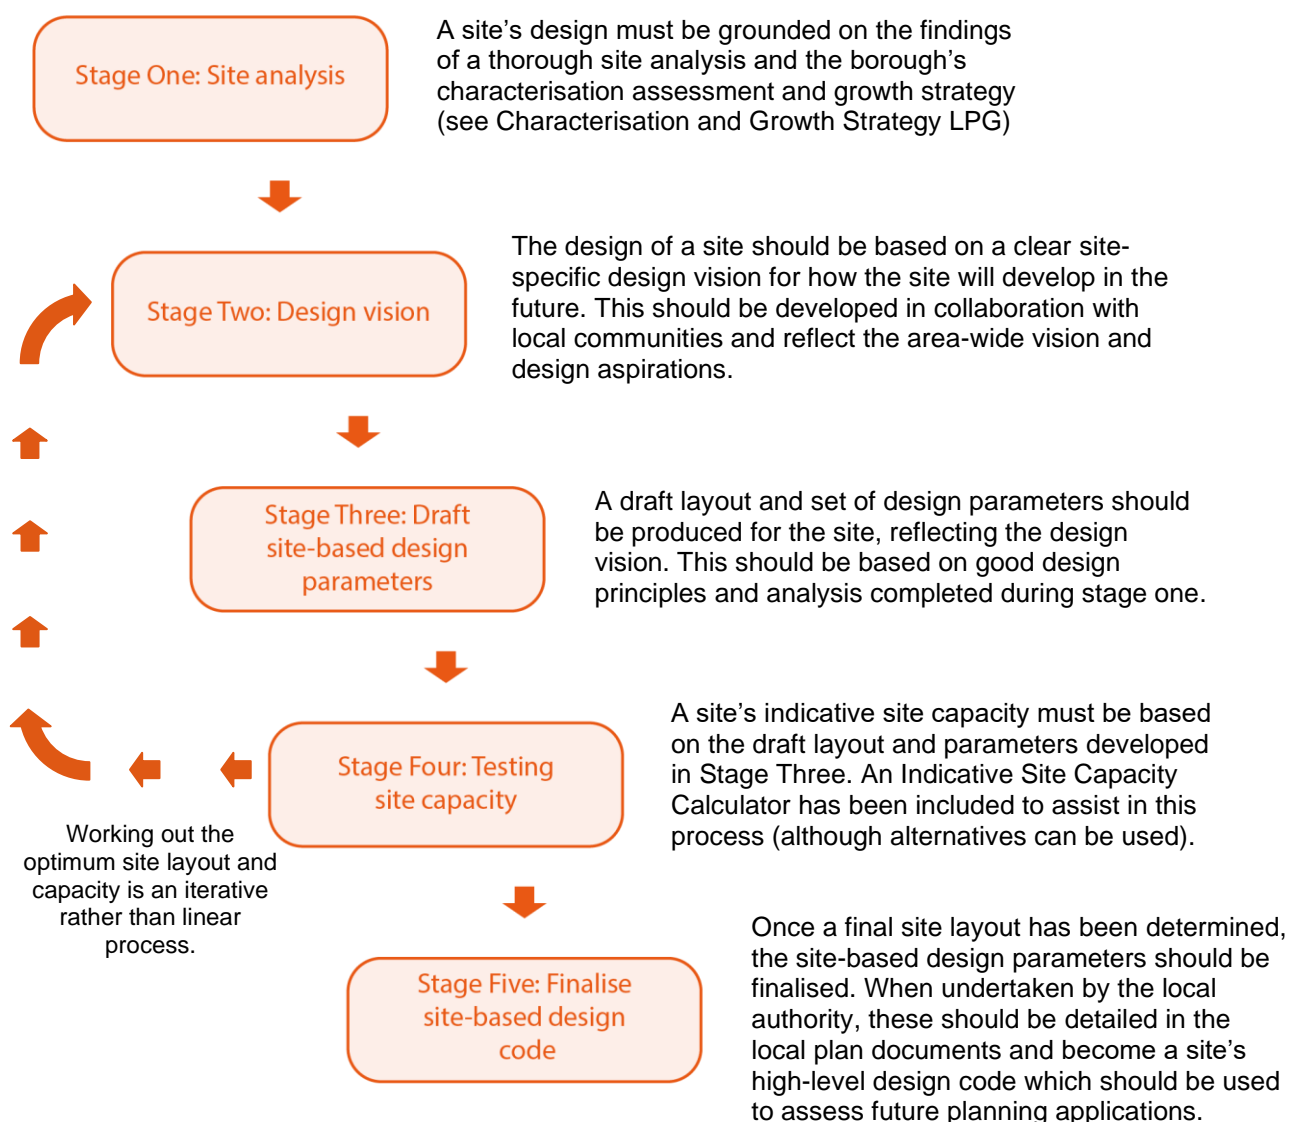 Stage One: Site analysis
A site's design must be grounded on the findings
of a thorough site analysis and the borough's
characterisation assessment and growth strategy
(see Characterisation and Growth Strategy LPG)
Stage Two: Design vision
The design of a site should be based on a clear site-
specific design vision for how the site will develop in the
future. This should be developed in collaboration with
local communities and reflect the area-wide vision and
design aspirations.
Stage Three: Draft
site-based design
parameters
A draft layout and set of design parameters should
be produced for the site, reflecting the design
vision. This should be based on good design
principles and analysis completed during stage one.
Stage Four: Testing
site capacity
A site's indicative site capacity must be based
on the draft layout and parameters developed
in Stage Three. An Indicative Site Capacity
Calculator has been included to assist in this
process (although alternatives can be used).
Working out the
optimum site layout and
capacity is an iterative
rather than linear
process.
Stage Five: Finalise
site-based design
code
Once a final site layout has been determined,
the site-based design parameters should be
finalised. When undertaken by the local
authority, these should be detailed in the
local plan documents and become a site's
high-level design code which should be used
to assess future planning applications.